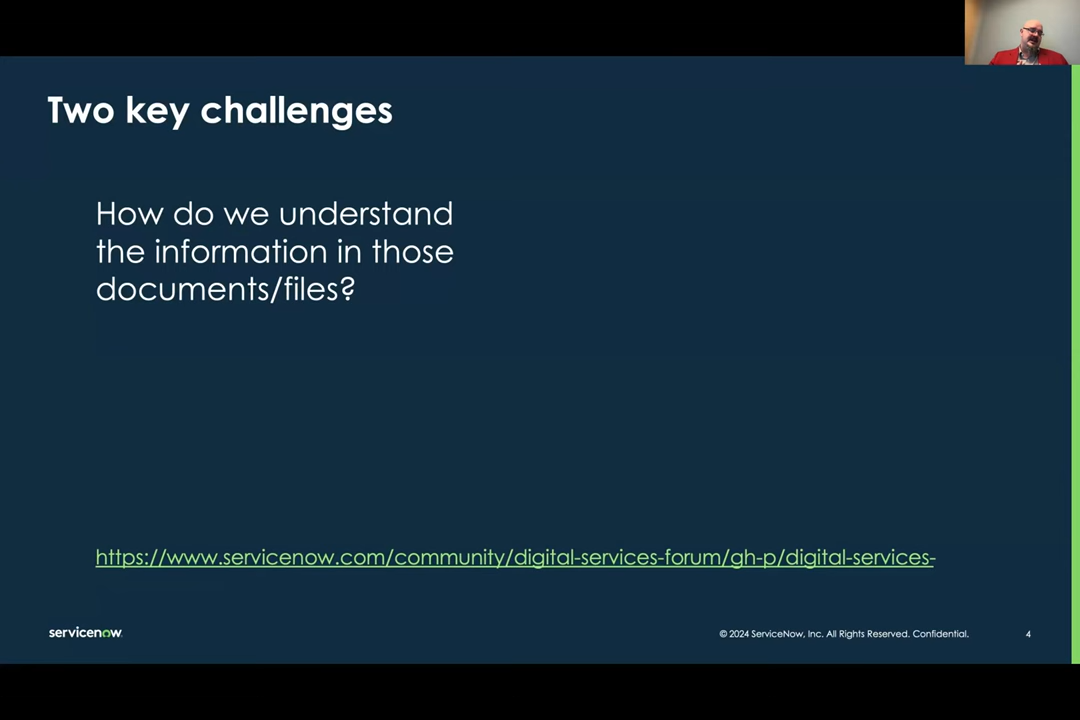 Two key challenges
How do we understand
the information in those
documents/files?
https://www.servicenow.com/community/digital-services-forum/gh-p/digital-services-
servicenow
© 2024 ServiceNow, Inc. All Rights Reserved. Confidential.
4